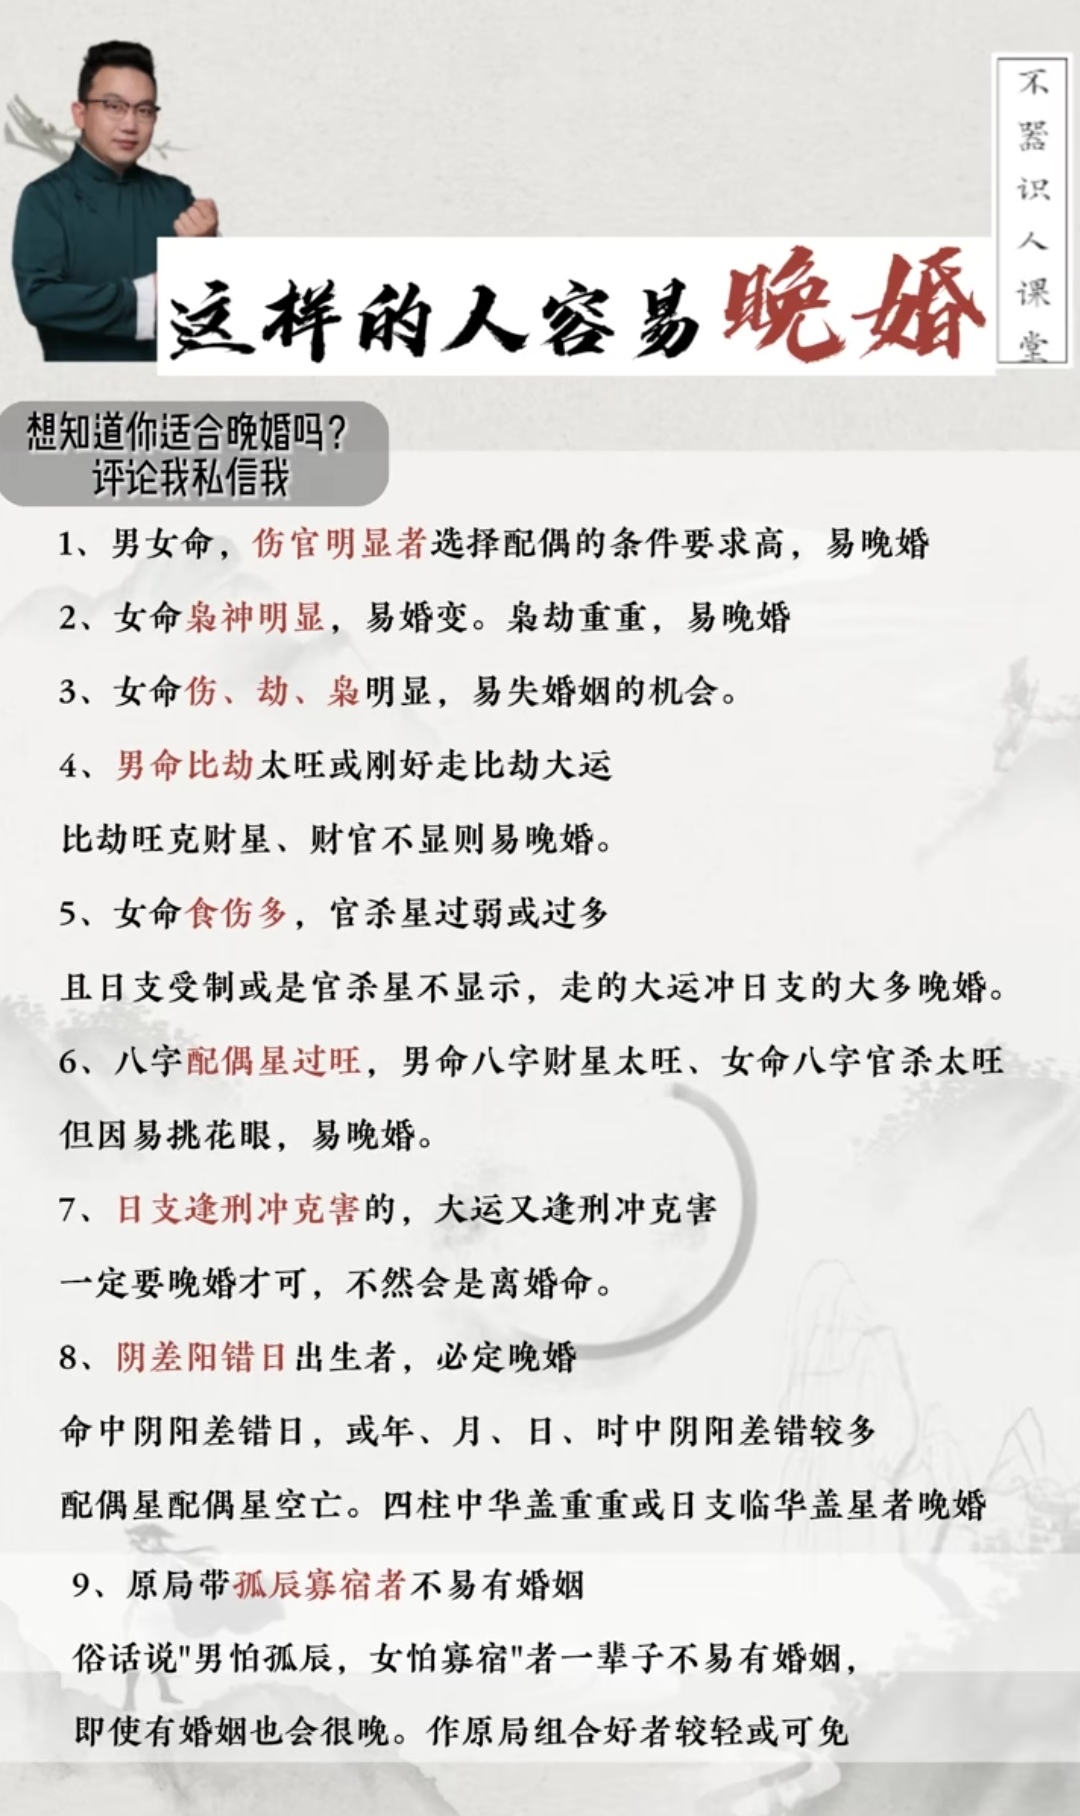 不器识人课堂
这样的人容易晚婚
想知道你适合晚婚吗?
评论我私信我
1、男女命，伤官明显者选择配偶的条件要求高，易晚婚
2、女命枭神明显，易婚变。枭劫重重，易晚婚
3、女命伤、劫、枭明显，易失婚姻的机会。
4、男命比劫太旺或刚好走比劫大运
比劫旺克财星、财官不显则易晚婚。
5、女命食伤多，官杀星过弱或过多
且日支受制或是官杀星不显示，走的大运冲日支的大多晚婚。
6、八字配偶星过旺，男命八字财星太旺、女命八字官杀太旺
但因易挑花眼，易晚婚。
7、日支逢刑冲克害的，大运又逢刑冲克害
一定要晚婚才可，不然会是离婚命。
8、阴差阳错日出生者，必定晚婚
命中阴阳差错日，或年、月、日、时中阴阳差错较多
配偶星配偶星空亡。四柱中华盖重重或日支临华盖星者晚婚
9、原局带孤辰寡宿者不易有婚姻
俗话说"男怕孤辰，女怕寡宿"者一辈子不易有婚姻，
即使有婚姻也会很晚。作原局组合好者较轻或可免